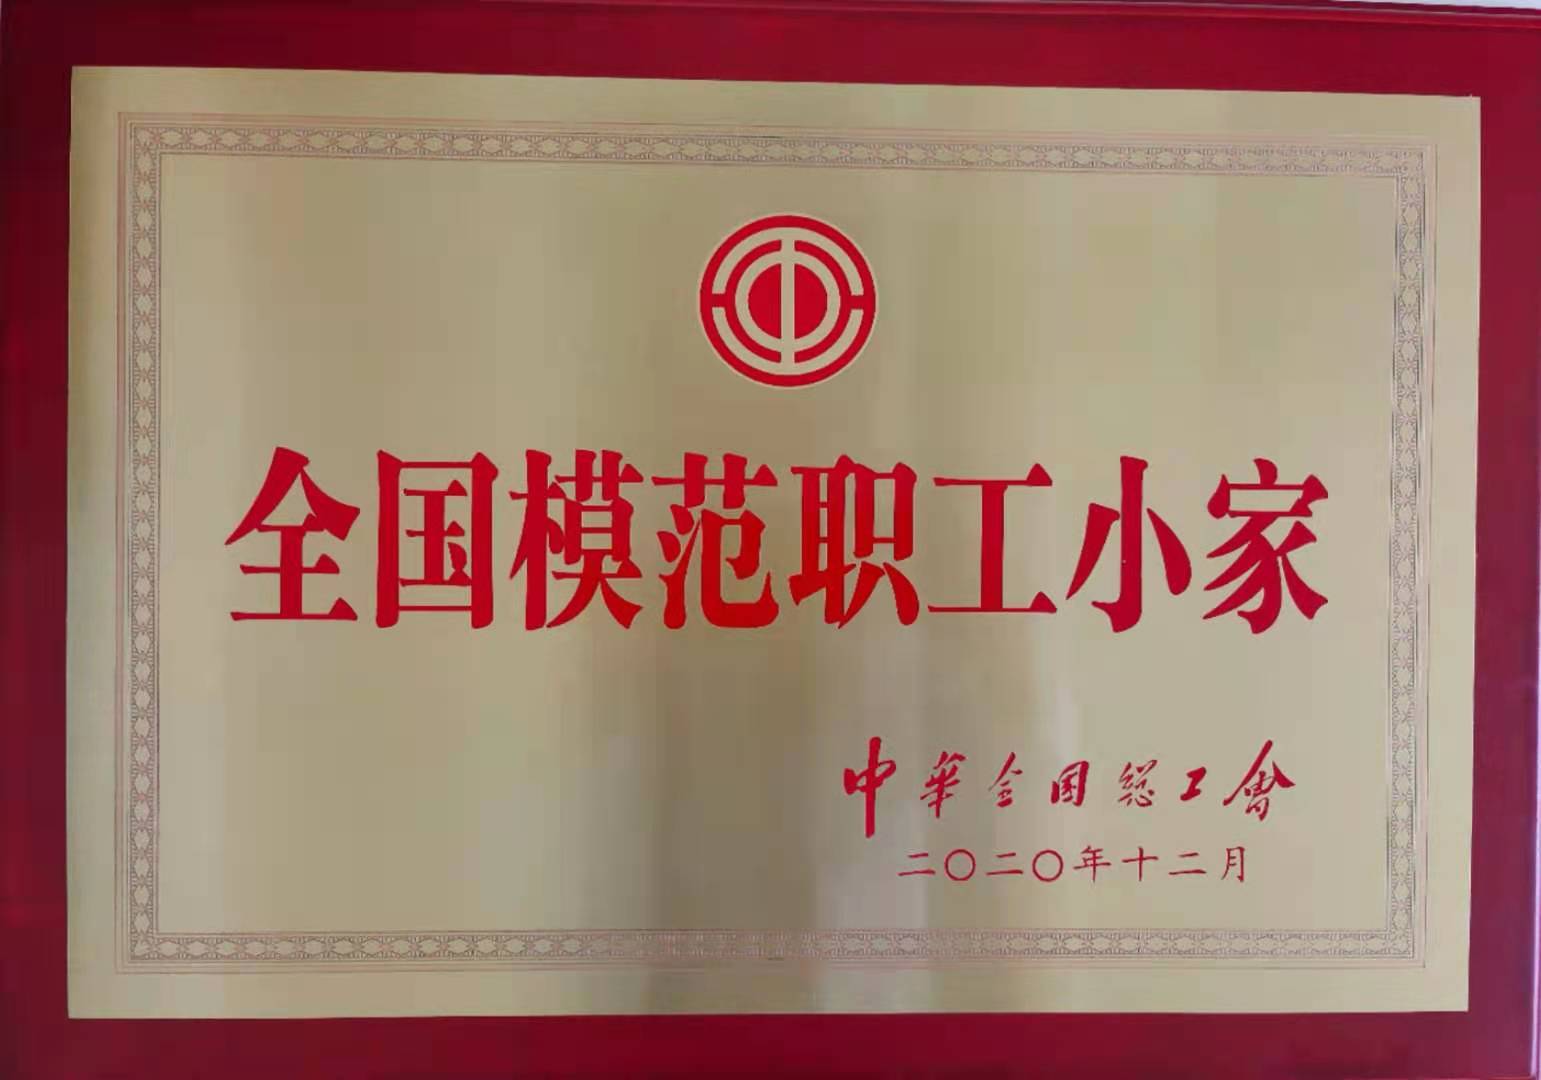 全国模范职工小家
中華全国総工會
二〇二〇年十二月